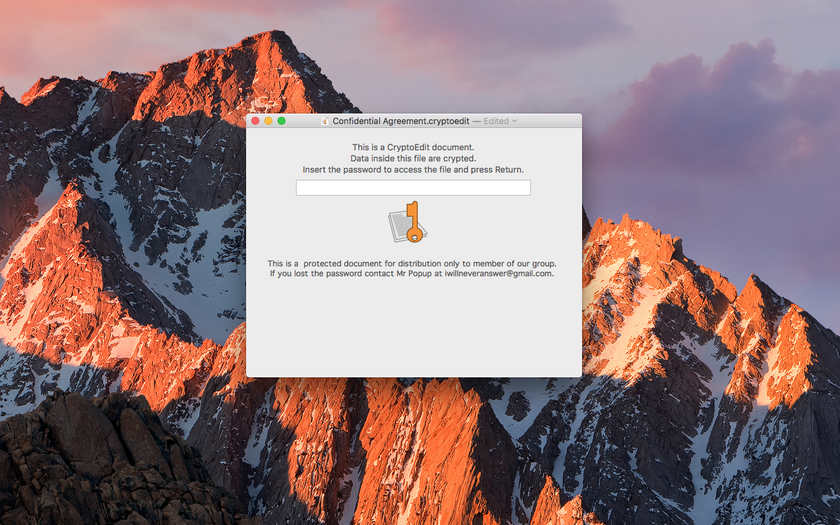 Confidential Agreement.cryptoedit — Edited
This is a CryptoEdit document.
Data inside this file are crypted.
Insert the password to access the file and press Return.
This is a  protected document for distribution only to member of our group.
If you lost the password contact Mr Popup at iwillneveranswer@gmail.com.